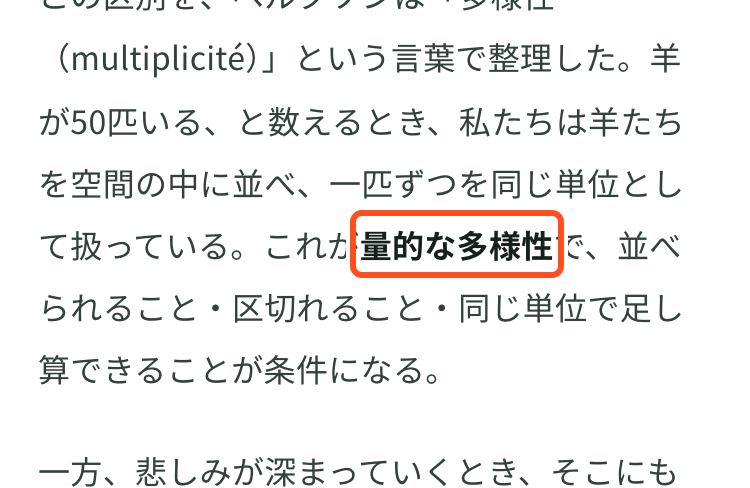 （multiplicité）」という言葉で整理した。羊
が50匹いる、と数えるとき、私たちは羊たち
を空間の中に並べ、一匹ずつを同じ単位とし
て扱っている。これが量的な多様性で、並べ
られること・区切れること・同じ単位で足し
算できることが条件になる。
一方、悲しみが深まっていくとき、そこにも